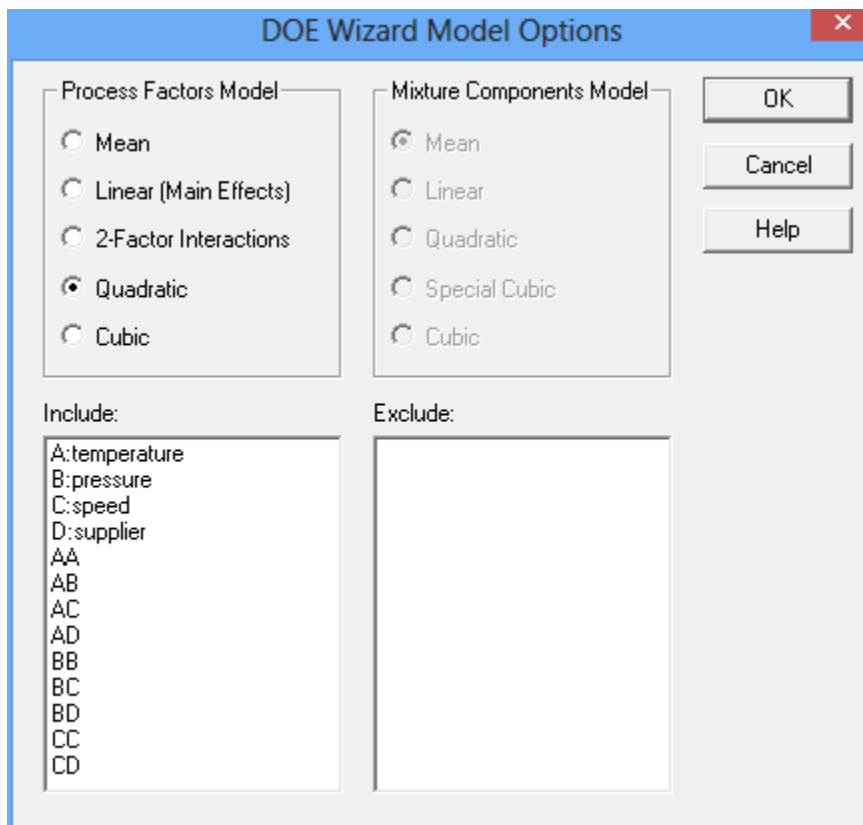 DOE Wizard Model Options
Process Factors Model
Mean
Linear (Main Effects)
2-Factor Interactions
Quadratic
Cubic
Mixture Components Model
Mean
Linear
Quadratic
Special Cubic
Cubic
OK
Cancel
Help
Include:
A:temperature
B:pressure
C:speed
D:supplier
AA
AB
AC
AD
BB
BC
BD
CC
CD
Exclude: